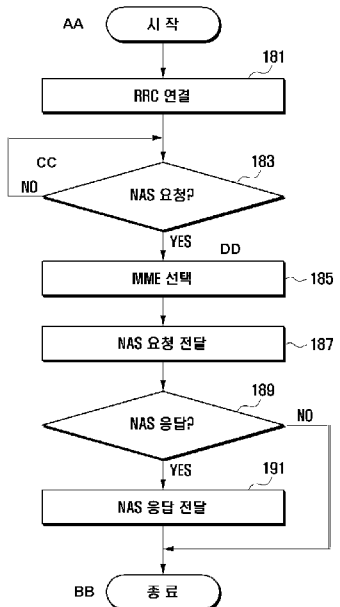 AA
시 작
181
RRC 연결
CC
183
NO
NAS 요청?
YES
DD
MME 선택
185
NAS 요청 전달
187
189
NAS 응답?
NO
YES
191
NAS 응답 전달
BB
종 료